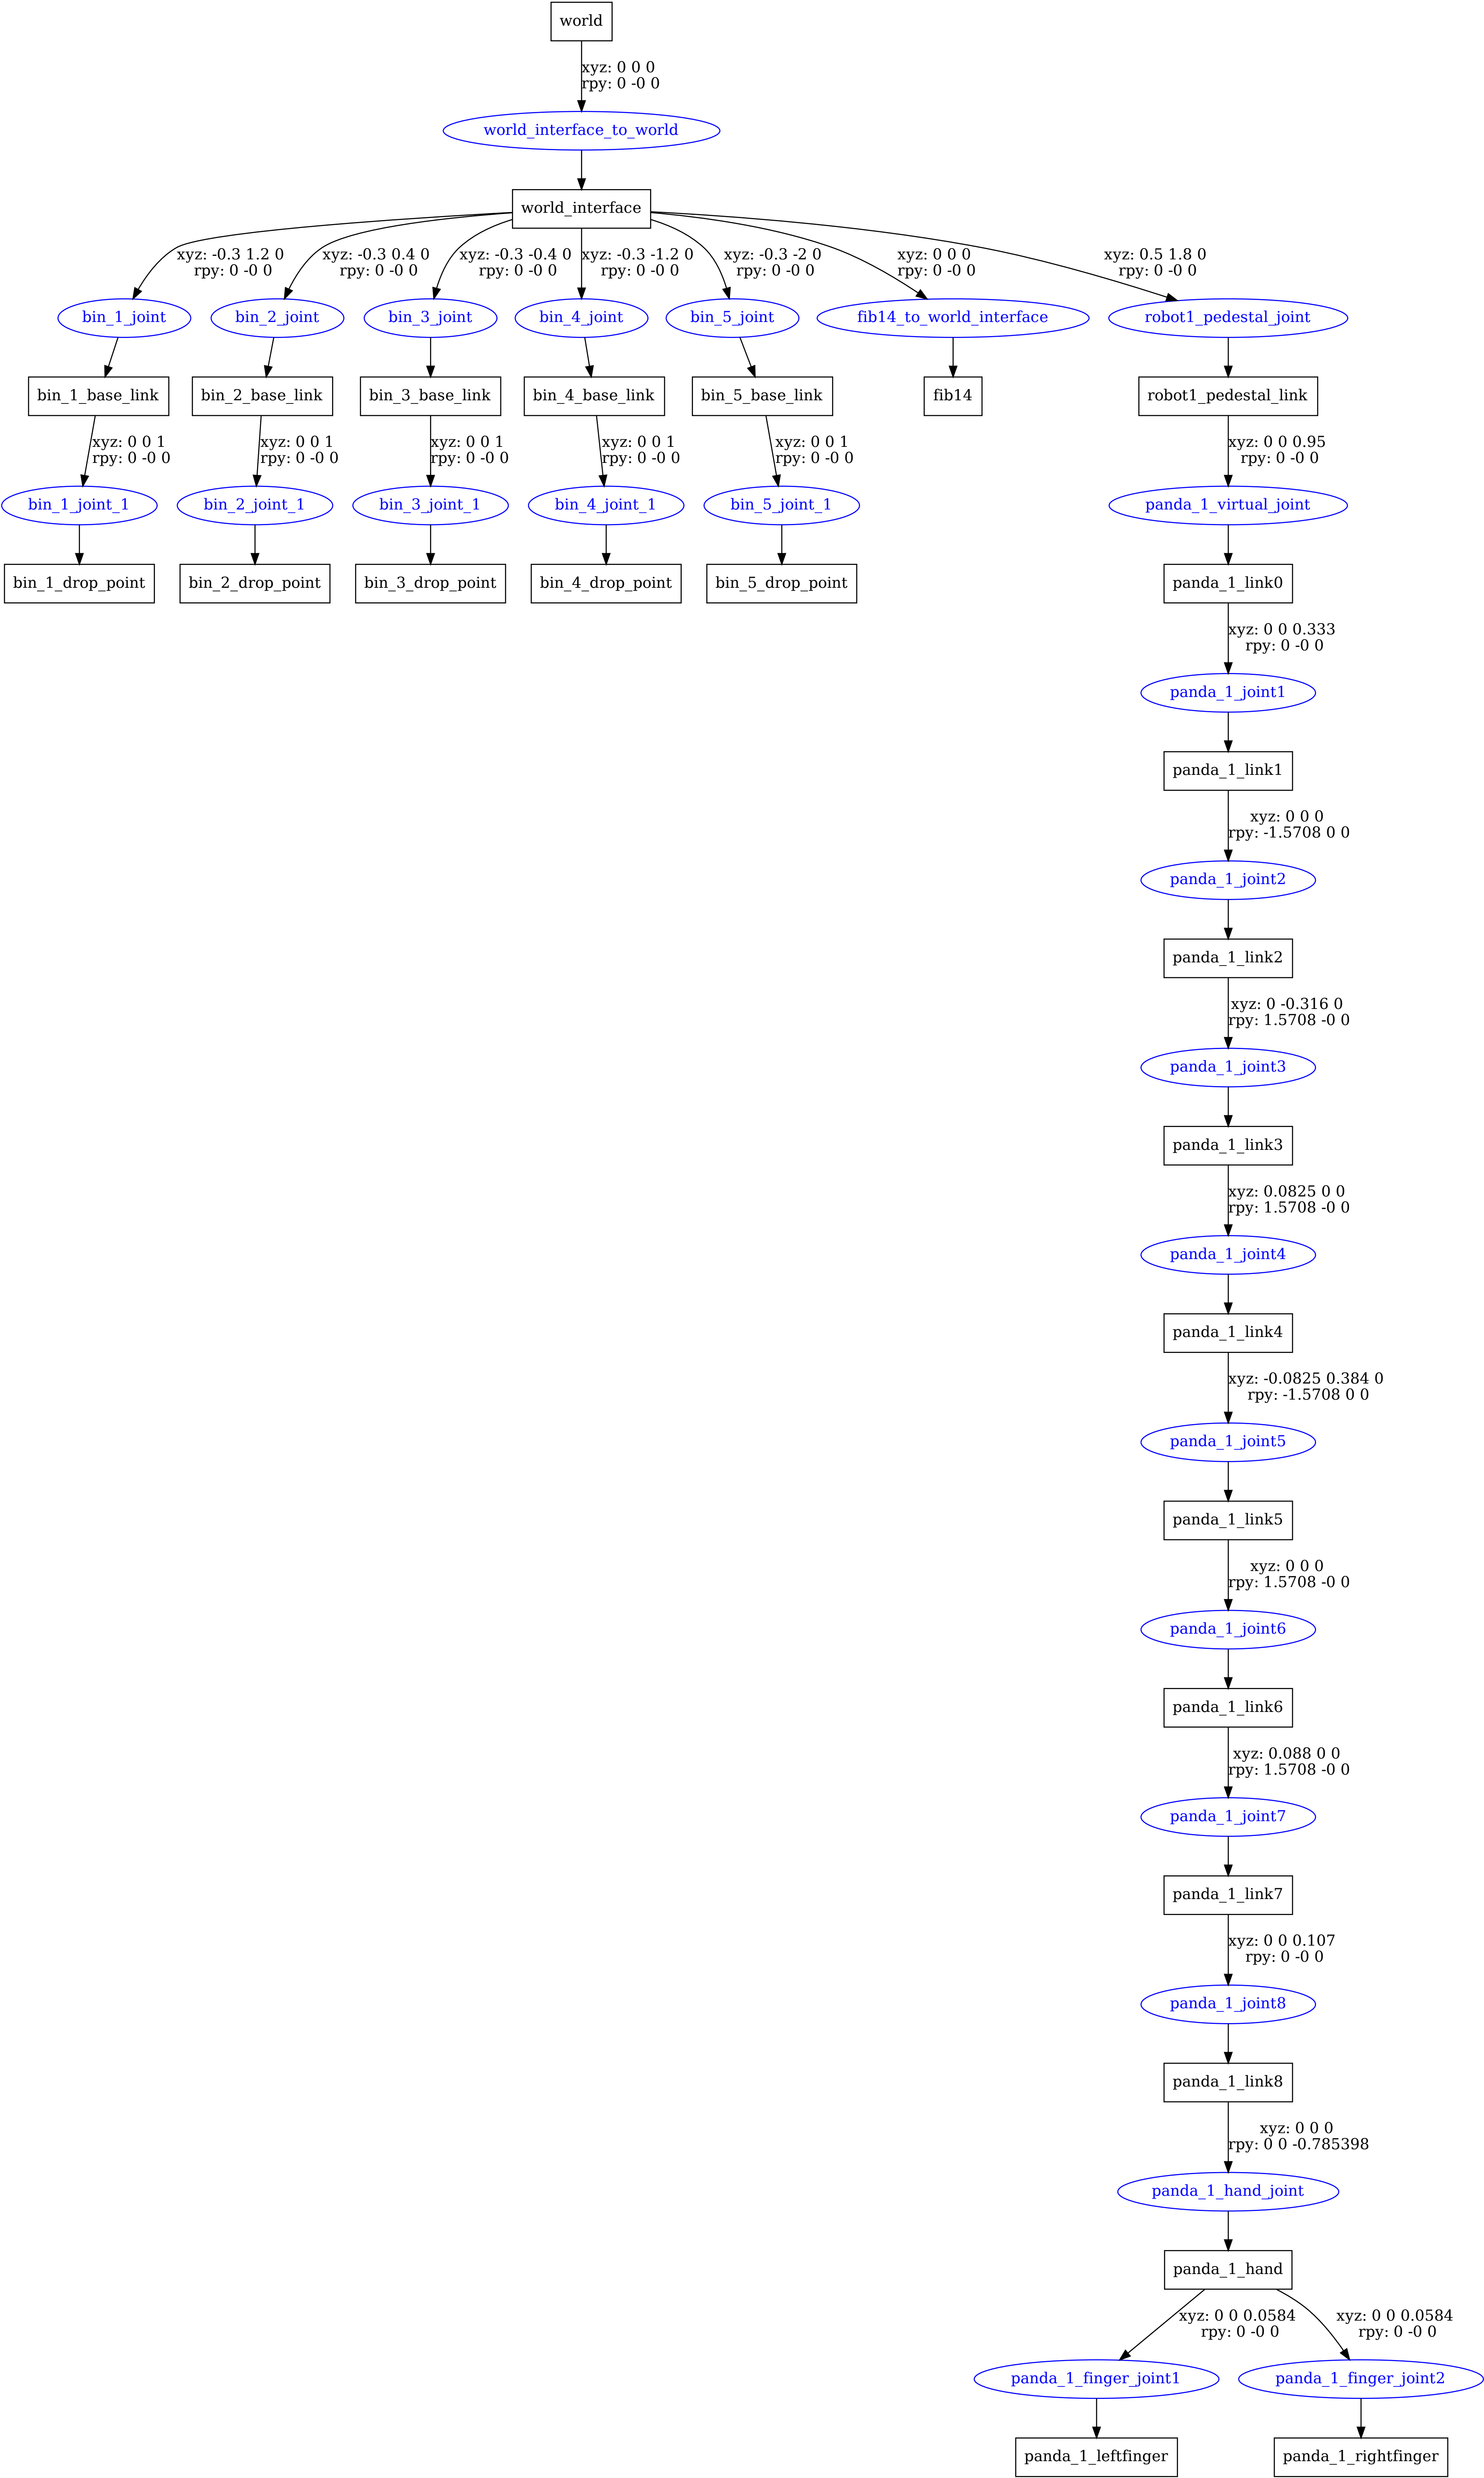 world
xyz: 0 0 0
rpy: 0 -0 0
world_interface_to_world
world_interface
xyz: -0.3 1.2 0
rpy: 0 -0 0
xyz: -0.3 0.4 0
rpy: 0 -0 0
xyz: -0.3 -0.4 0
rpy: 0 -0 0
xyz: -0.3 -1.2 0
rpy: 0 -0 0
xyz: -0.3 -2 0
rpy: 0 -0 0
xyz: 0 0 0
rpy: 0 -0 0
xyz: 0.5 1.8 0
rpy: 0 -0 0
bin_1_joint
bin_2_joint
bin_3_joint
bin_4_joint
bin_5_joint
fib14_to_world_interface
robot1_pedestal_joint
bin_1_base_link
bin_2_base_link
bin_3_base_link
bin_4_base_link
bin_5_base_link
fib14
robot1_pedestal_link
xyz: 0 0 1
rpy: 0 -0 0
xyz: 0 0 1
rpy: 0 -0 0
xyz: 0 0 1
rpy: 0 -0 0
xyz: 0 0 1
rpy: 0 -0 0
xyz: 0 0 1
rpy: 0 -0 0
xyz: 0 0 0.95
rpy: 0 -0 0
bin_1_joint_1
bin_2_joint_1
bin_3_joint_1
bin_4_joint_1
bin_5_joint_1
panda_1_virtual_joint
bin_1_drop_point
bin_2_drop_point
bin_3_drop_point
bin_4_drop_point
bin_5_drop_point
panda_1_link0
xyz: 0 0 0.333
rpy: 0 -0 0
panda_1_joint1
panda_1_link1
xyz: 0 0 0
rpy: -1.5708 0 0
panda_1_joint2
panda_1_link2
xyz: 0 -0.316 0
rpy: 1.5708 -0 0
panda_1_joint3
panda_1_link3
xyz: 0.0825 0 0
rpy: 1.5708 -0 0
panda_1_joint4
panda_1_link4
xyz: -0.0825 0.384 0
rpy: -1.5708 0 0
panda_1_joint5
panda_1_link5
xyz: 0 0 0
rpy: 1.5708 -0 0
panda_1_joint6
panda_1_link6
xyz: 0.088 0 0
rpy: 1.5708 -0 0
panda_1_joint7
panda_1_link7
xyz: 0 0 0.107
rpy: 0 -0 0
panda_1_joint8
panda_1_link8
xyz: 0 0 0
rpy: 0 0 -0.785398
panda_1_hand_joint
panda_1_hand
xyz: 0 0 0.0584
rpy: 0 -0 0
xyz: 0 0 0.0584
rpy: 0 -0 0
panda_1_finger_joint1
panda_1_finger_joint2
panda_1_leftfinger
panda_1_rightfinger